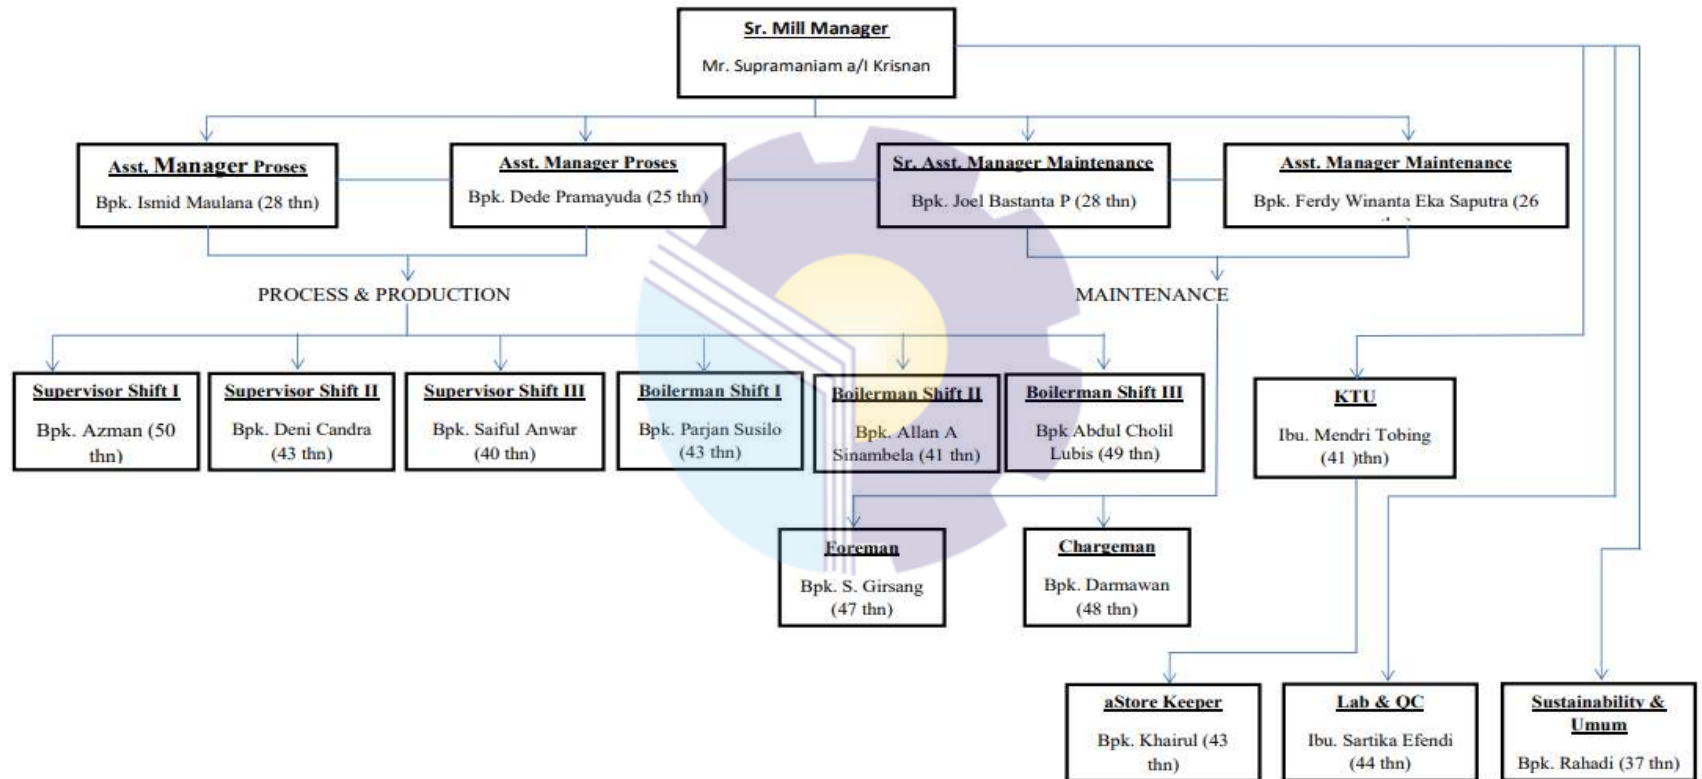 Sr. Mill Manager
Mr. Supramaniam a/l Krisnan
Asst, Manager Proses
Bpk. Ismid Maulana (28 thn)
Asst. Manager Proses
Bpk. Dede Pramayuda (25 thn)
Sr. Asst. Manager Maintenance
Bpk. Joel Bastanta P (28 thn)
Asst. Manager Maintenance
Bpk. Ferdy Winanta Eka Saputra (26
PROCESS & PRODUCTION
MAINTENANCE
Supervisor Shift I
Bpk. Azman (50
thn)
Supervisor Shift II
Bpk. Deni Candra
(43 thn)
Supervisor Shift III
Bpk. Saiful Anwar
(40 thn)
Boilerman Shift I
Bpk. Parjan Susilo
(43 thn)
Boilerman Shift II
Bpk. Allan A
Sinambela (41 thn)
Boilerman Shift III
Bpk Abdul Cholil
Lubis (49 thn)
KTU
Ibu. Mendri Tobing
(41 )thn)
Foreman
Bpk. S. Girsang
(47 thn)
Chargeman
Bpk. Darmawan
(48 thn)
aStore Keeper
Bpk. Khairul (43
thn)
Lab & QC
Ibu. Sartika Efendi
(44 thn)
Sustainability &
Umum
Bpk. Rahadi (37 thn)